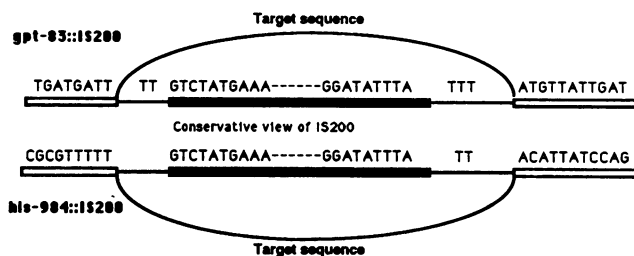 Target sequence
gpt-83::IS200
TGATGATT TT GTCTATGAAA------GGATATTTA TTT ATGTTATTGAT
Conservative view of IS200
CGCGTTTTT GTCTATGAAA------GGATATTTA TT ACATTATCCAG
his-984::IS200
Target sequence